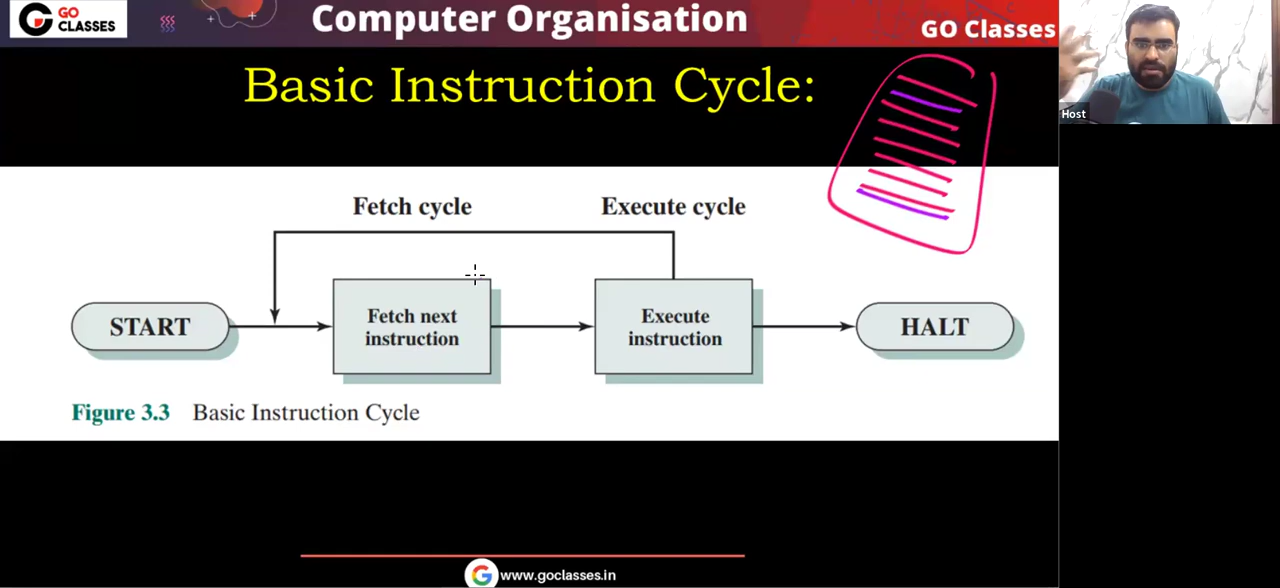 GO
CLASSES
Computer Organisation
GO Classes
Basic Instruction Cycle:
Host
Fetch cycle
Execute cycle
START
Fetch next
instruction
Execute
instruction
HALT
Figure 3.3 Basic Instruction Cycle
www.goclasses.in